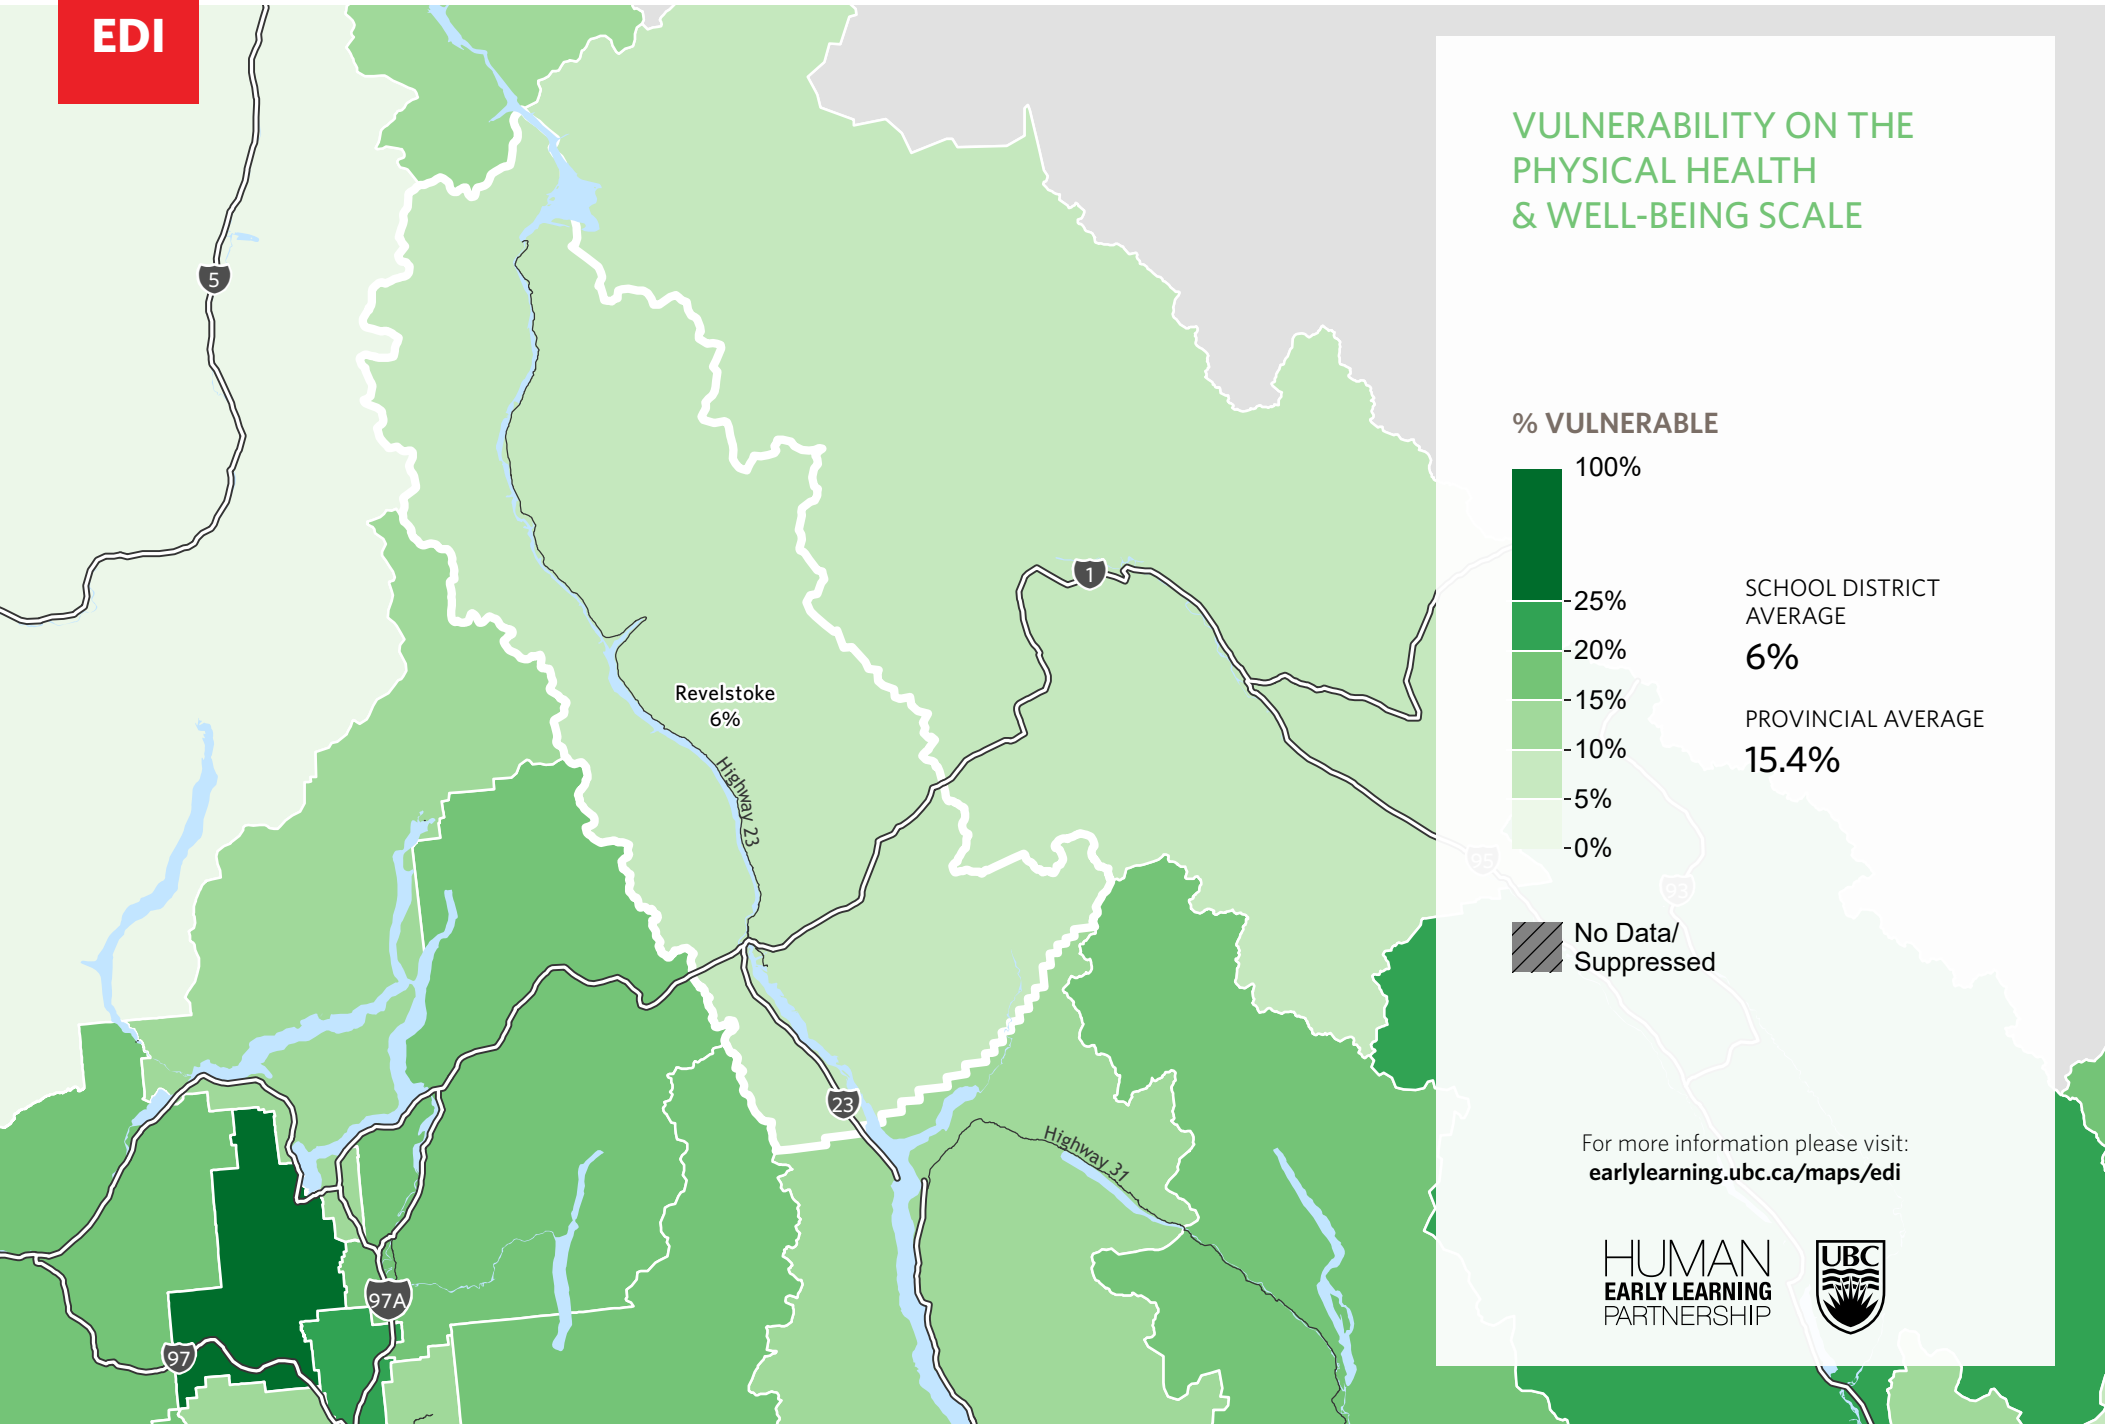 EDI
5
1
Revelstoke
6%
Highway 23
23
Highway 31
97A
97
VULNERABILITY ON THE
PHYSICAL HEALTH
& WELL-BEING SCALE
% VULNERABLE
100%
25%
20%
15%
10%
5%
0%
SCHOOL DISTRICT
AVERAGE
6%
PROVINCIAL AVERAGE
15.4%
95
93
No Data/
Suppressed
For more information please visit:
earlylearning.ubc.ca/maps/edi
HUMAN
EARLY LEARNING
PARTNERSHIP
UBC